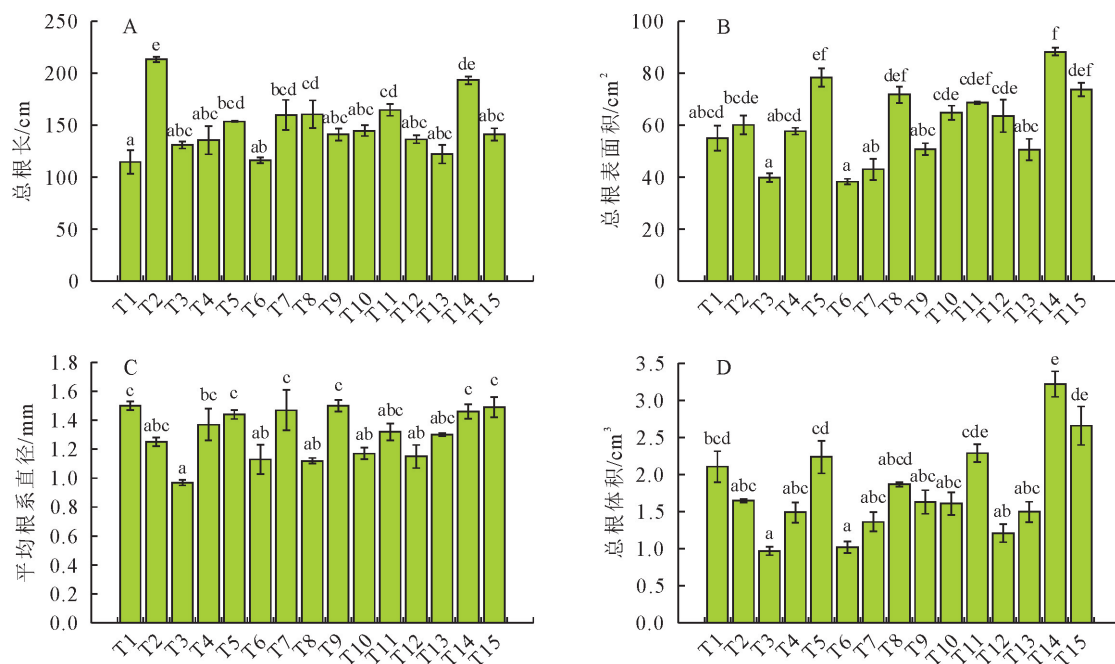 A
总根长/cm
250
200
150
100
50
0
a e abc abc bcd ab bcd cd abc abc cd abc abc de abc
T1 T2 T3 T4 T5 T6 T7 T8 T9 T10 T11 T12 T13 T14 T15
B
总根表面积/cm²
100
80
60
40
20
0
abcd bcde a abcd ef a ab def abc cde cdef cde abc f def
T1 T2 T3 T4 T5 T6 T7 T8 T9 T10 T11 T12 T13 T14 T15
C
平均根系直径/mm
1.8
1.6
1.4
1.2
1.0
0.8
0.6
0.4
0.2
0.0
c abc a bc c ab c ab c ab abc ab abc c c
T1 T2 T3 T4 T5 T6 T7 T8 T9 T10 T11 T12 T13 T14 T15
D
总根体积/cm³
3.5
3.0
2.5
2.0
1.5
1.0
0.5
0.0
bcd abc a abc cd a abc abcd abc abc cde ab abc e de
T1 T2 T3 T4 T5 T6 T7 T8 T9 T10 T11 T12 T13 T14 T15